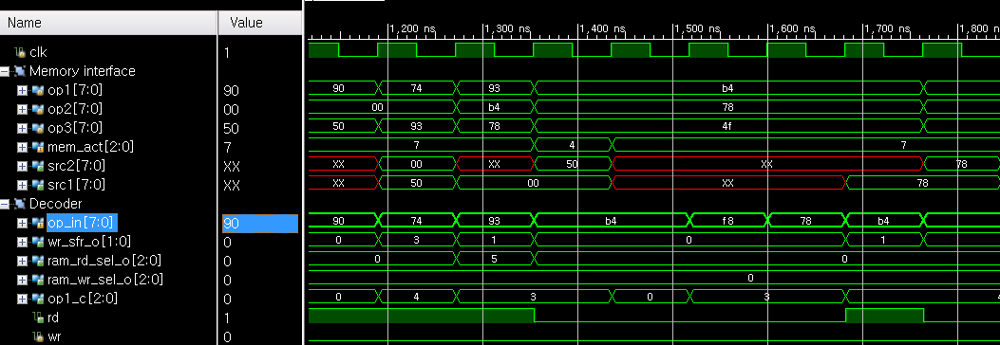 Name Value 1,200 ns 1,300 ns 1,400 ns 1,500 ns 1,600 ns 1,700 ns 1,800 n
clk 1
Memory interface
op1[7:0] 90 90 74 93 b4
op2[7:0] 00 00 b4 78
op3[7:0] 50 50 93 78 4f
mem_act[2:0] 7 7 4 7
src2[7:0] XX XX 00 XX 50 XX 78
src1[7:0] XX XX 50 00 XX 78
Decoder
op_in[7:0] 90 90 74 93 b4 f8 78 b4
wr_sfr_o[1:0] 0 0 3 1 0 1
ram_rd_sel_o[2:0] 0 0 5 0
ram_wr_sel_o[2:0] 0 0
op1_c[2:0] 0 0 4 3 0 3
rd 1
wr 0